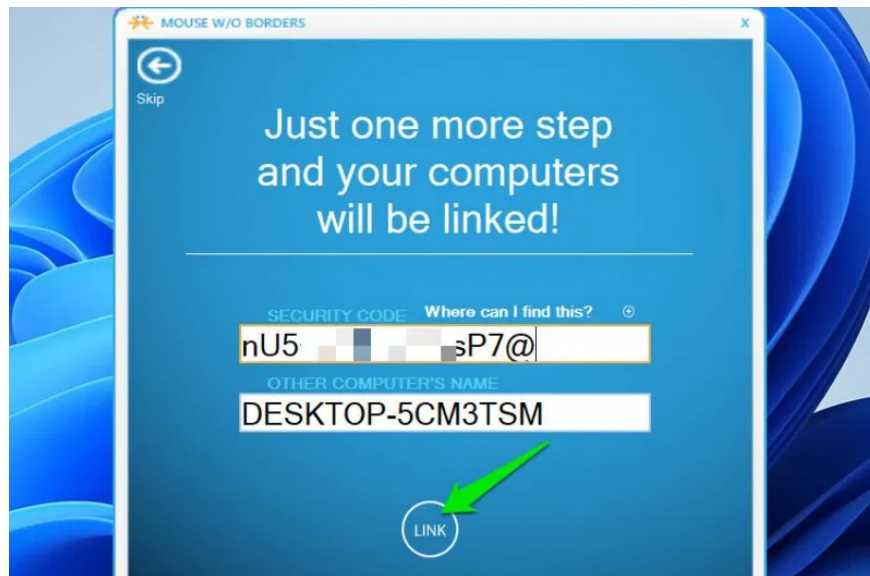 MOUSE W/O BORDERS X
Skip
Just one more step
and your computers
will be linked!
SECURITY CODE Where can I find this?
nU5 sP7@
OTHER COMPUTER'S NAME
DESKTOP-5CM3TSM
LINK